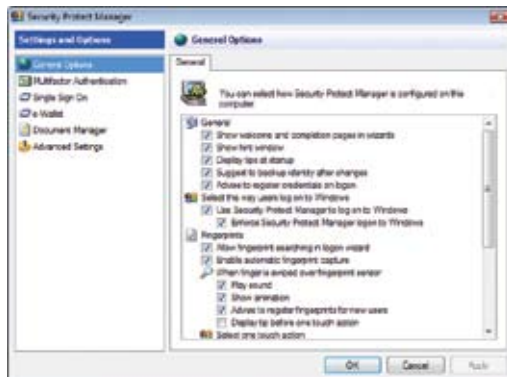 Security Protect Manager
Settings and Options
General Options
Multifactor Authentication
Single Sign On
e-Wallet
Document Manager
Advanced Settings
General Options
General
You can select how Security Protect Manager is configured on this
computer
General
Show welcome and completion pages in wizards
Show hint window
Display tips at startup
Suggest to backup identity after changes
Advise to register credentials on logon
Select the way users log on to Windows
Use Security Protect Manager to log on to Windows
Enforce Security Protect Manager logon to Windows
Fingerprints
Allow fingerprint searching in logon wizard
Enable automatic fingerprint capture
When finger is swiped over fingerprint sensor
Play sound
Show animation
Advise to register fingerprints for new users
Display tip before one touch action
Select one touch action
OK
Cancel
Apply